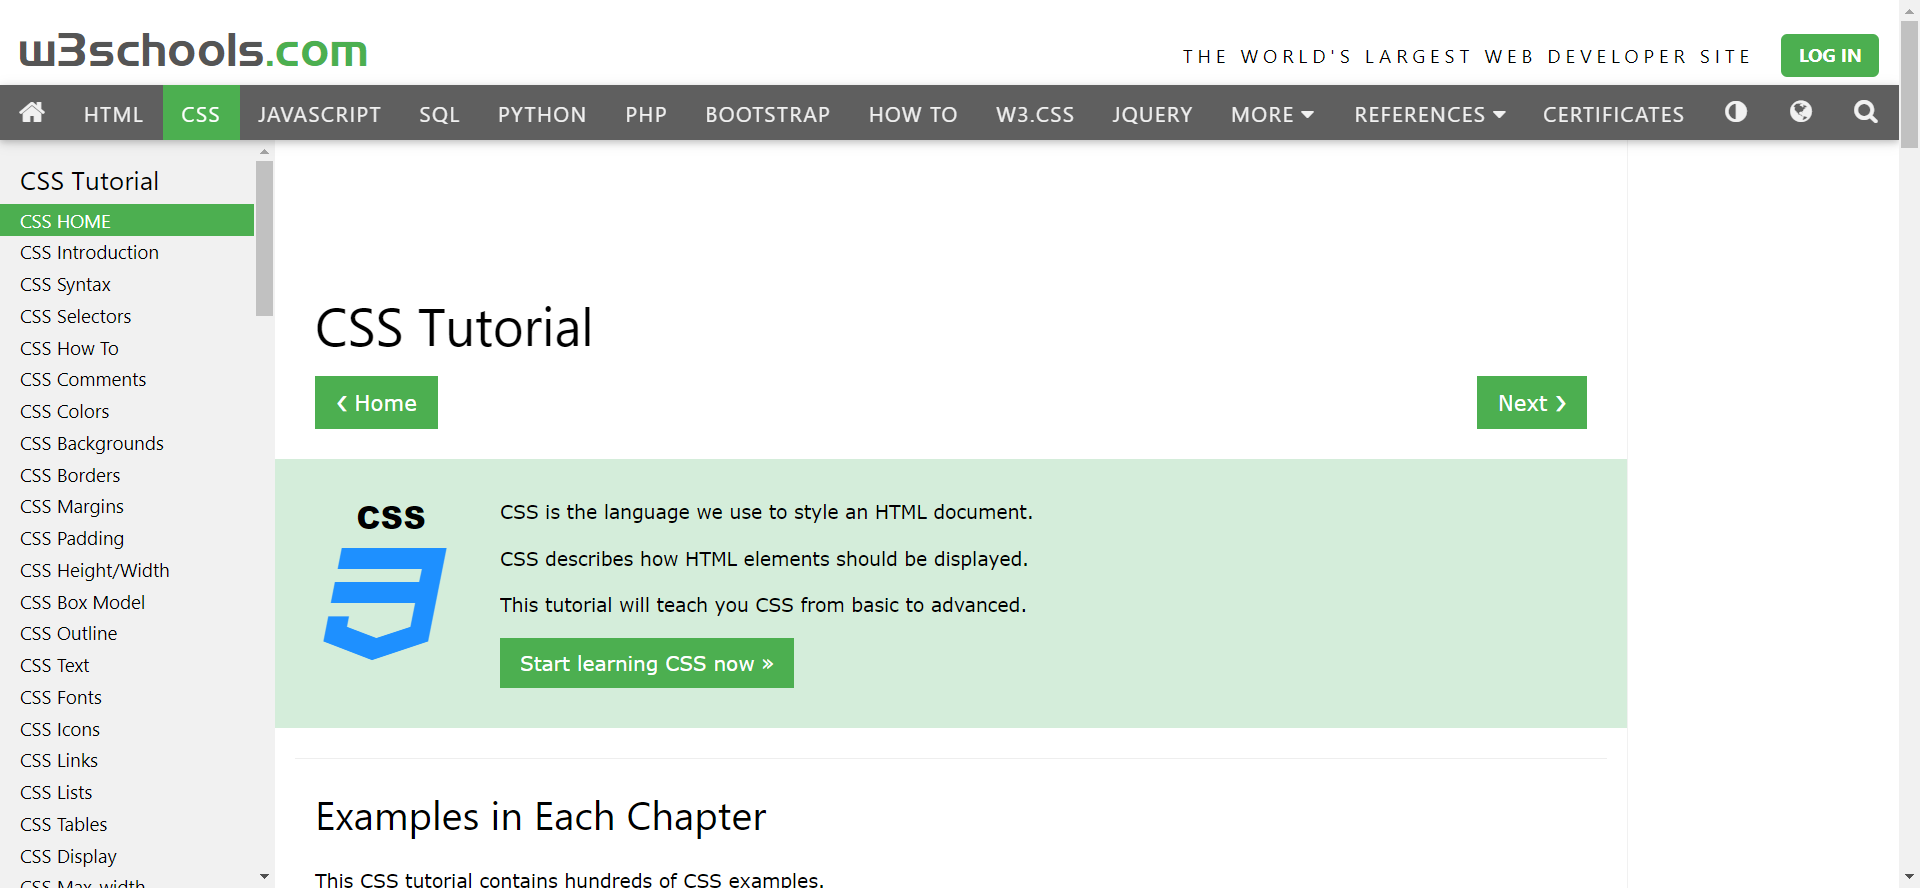 w3schools.com
THE WORLD'S LARGEST WEB DEVELOPER SITE
LOG IN
HTML CSS JAVASCRIPT SQL PYTHON PHP BOOTSTRAP HOW TO W3.CSS JQUERY MORE REFERENCES CERTIFICATES
CSS Tutorial
CSS HOME
CSS Introduction
CSS Syntax
CSS Selectors
CSS How To
CSS Comments
CSS Colors
CSS Backgrounds
CSS Borders
CSS Margins
CSS Padding
CSS Height/Width
CSS Box Model
CSS Outline
CSS Text
CSS Fonts
CSS Icons
CSS Links
CSS Lists
CSS Tables
CSS Display
CSS Max-width
CSS Tutorial
❮ Home
Next ❯
CSS
CSS is the language we use to style an HTML document.
CSS describes how HTML elements should be displayed.
This tutorial will teach you CSS from basic to advanced.
Start learning CSS now »
Examples in Each Chapter
This CSS tutorial contains hundreds of CSS examples.